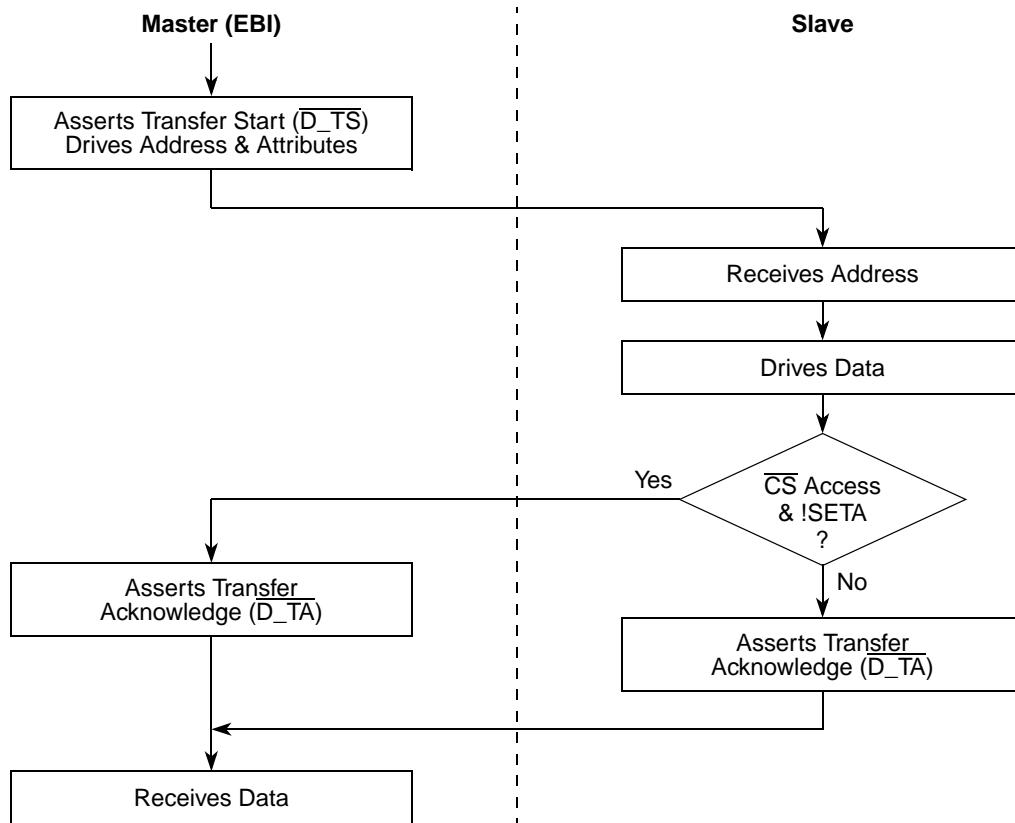 Master (EBI)
Slave
Asserts Transfer Start (D_TS)
Drives Address & Attributes
Receives Address
Drives Data
CS Access
& !SETA
?
Yes
No
Asserts Transfer
Acknowledge (D_TA)
Asserts Transfer
Acknowledge (D_TA)
Receives Data